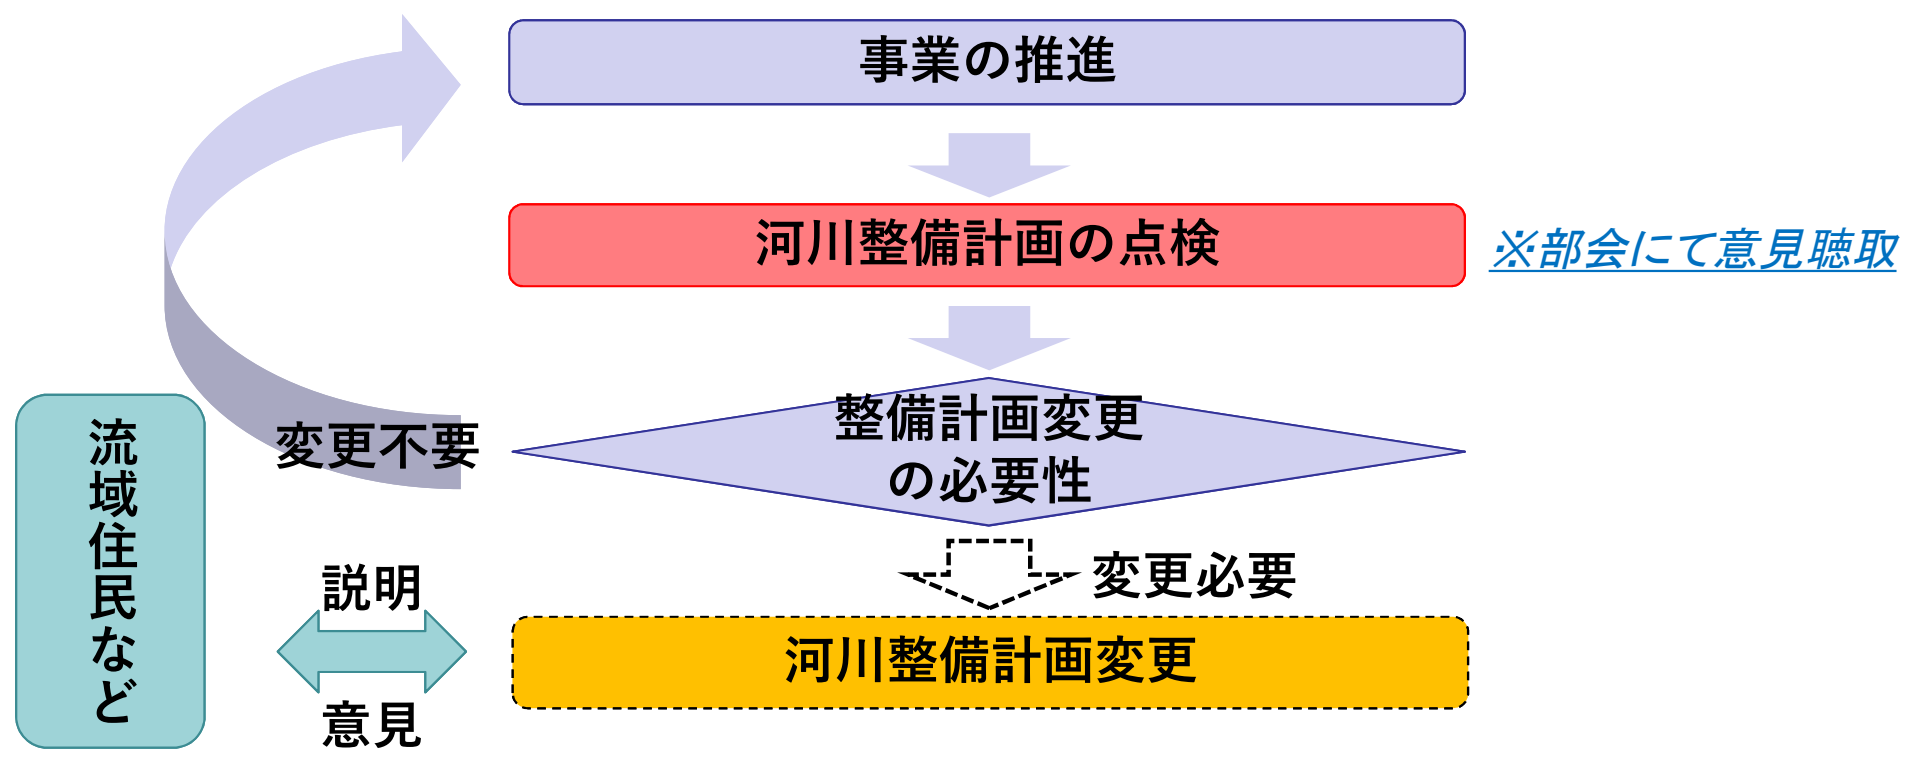 事業の推進
河川整備計画の点検
※部会にて意見聴取
整備計画変更
の必要性
変更不要
変更必要
河川整備計画変更
流域住民など
説明
意見